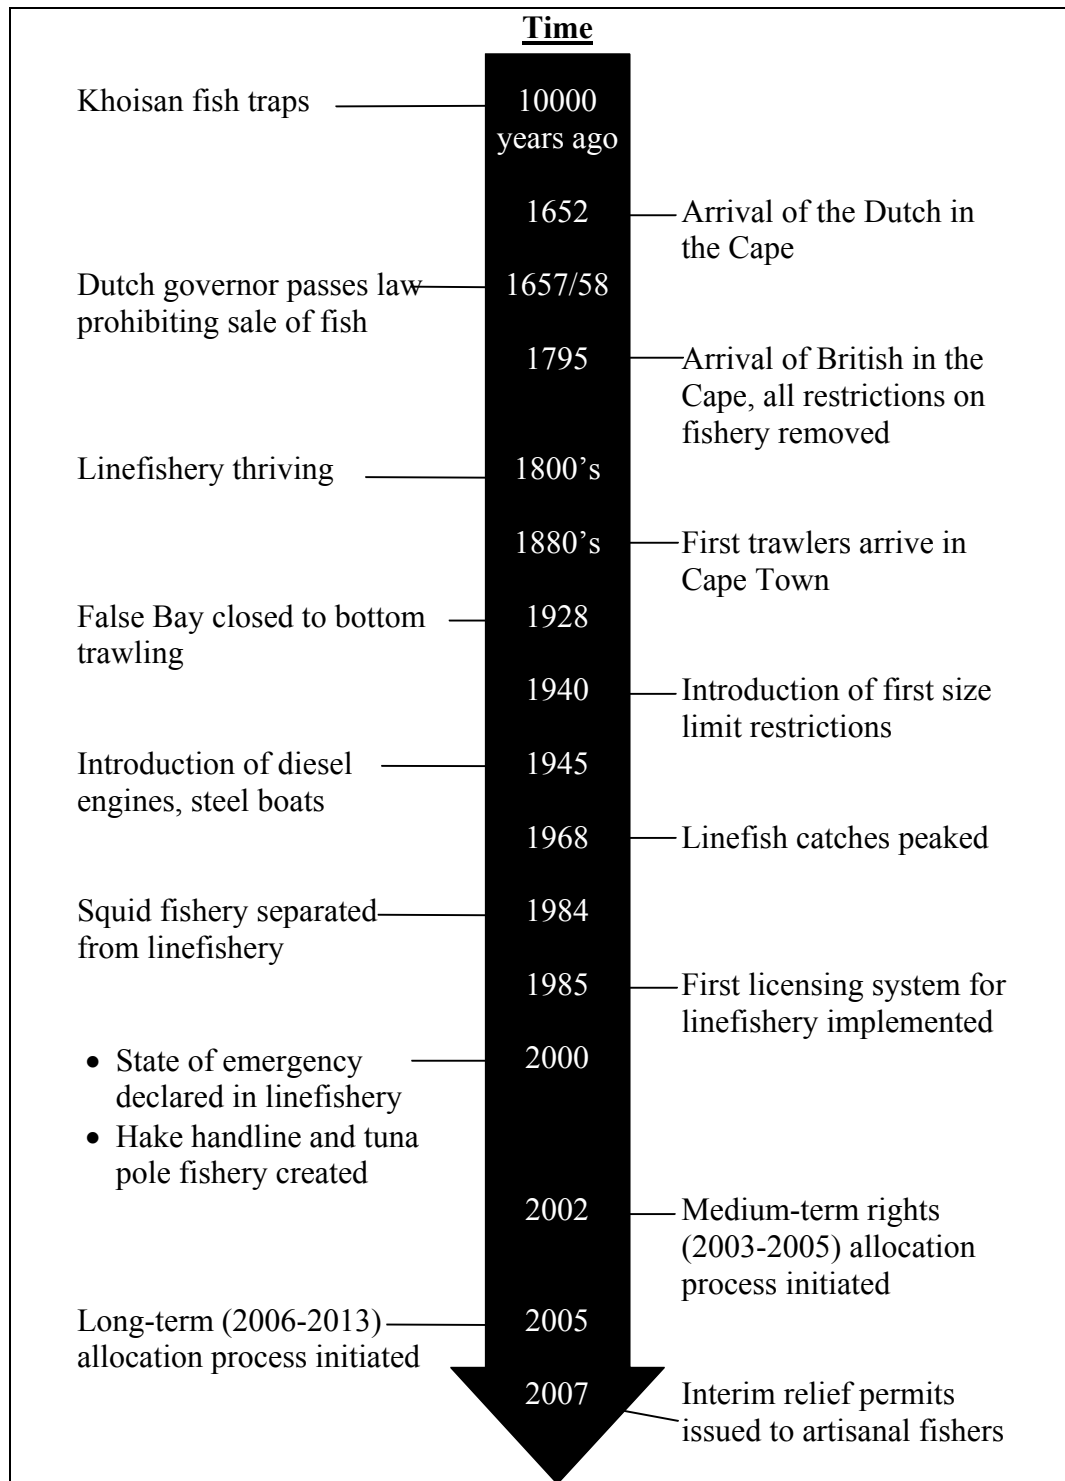 Time
Khoisan fish traps
10000
years ago
1652
Arrival of the Dutch in
the Cape
Dutch governor passes law
prohibiting sale of fish
1657/58
1795
Arrival of British in the
Cape, all restrictions on
fishery removed
Linefishery thriving
1800’s
1880’s
First trawlers arrive in
Cape Town
False Bay closed to bottom
trawling
1928
1940
Introduction of first size
limit restrictions
Introduction of diesel
engines, steel boats
1945
1968
Linefish catches peaked
Squid fishery separated
from linefishery
1984
1985
First licensing system for
linefishery implemented
• State of emergency
declared in linefishery
• Hake handline and tuna
pole fishery created
2000
2002
Medium-term rights
(2003-2005) allocation
process initiated
Long-term (2006-2013)
allocation process initiated
2005
2007
Interim relief permits
issued to artisanal fishers